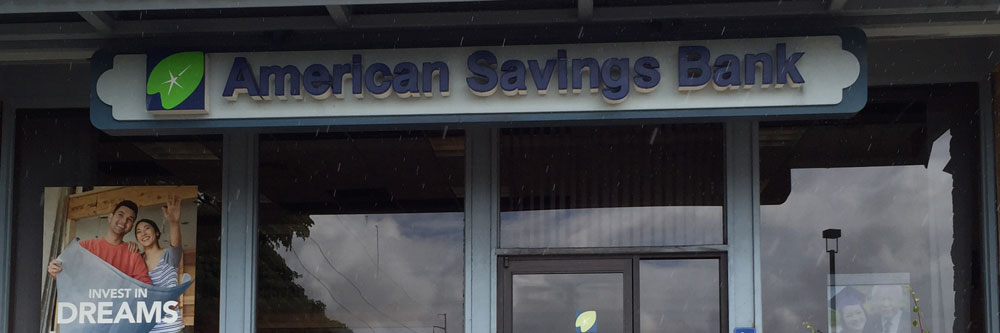 American Savings Bank
INVEST IN
DREAMS